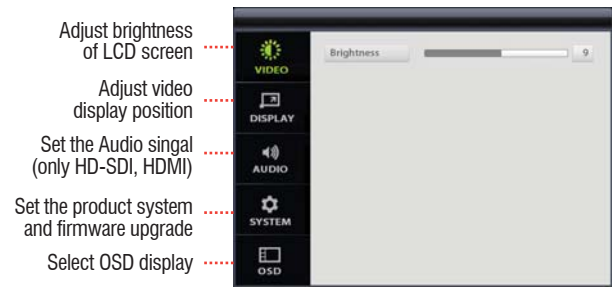 Adjust brightness
of LCD screen
VIDEO
Brightness
9
Adjust video
display position
DISPLAY
Set the Audio singal
(only HD-SDI, HDMI)
AUDIO
Set the product system
and firmware upgrade
SYSTEM
Select OSD display
OSD